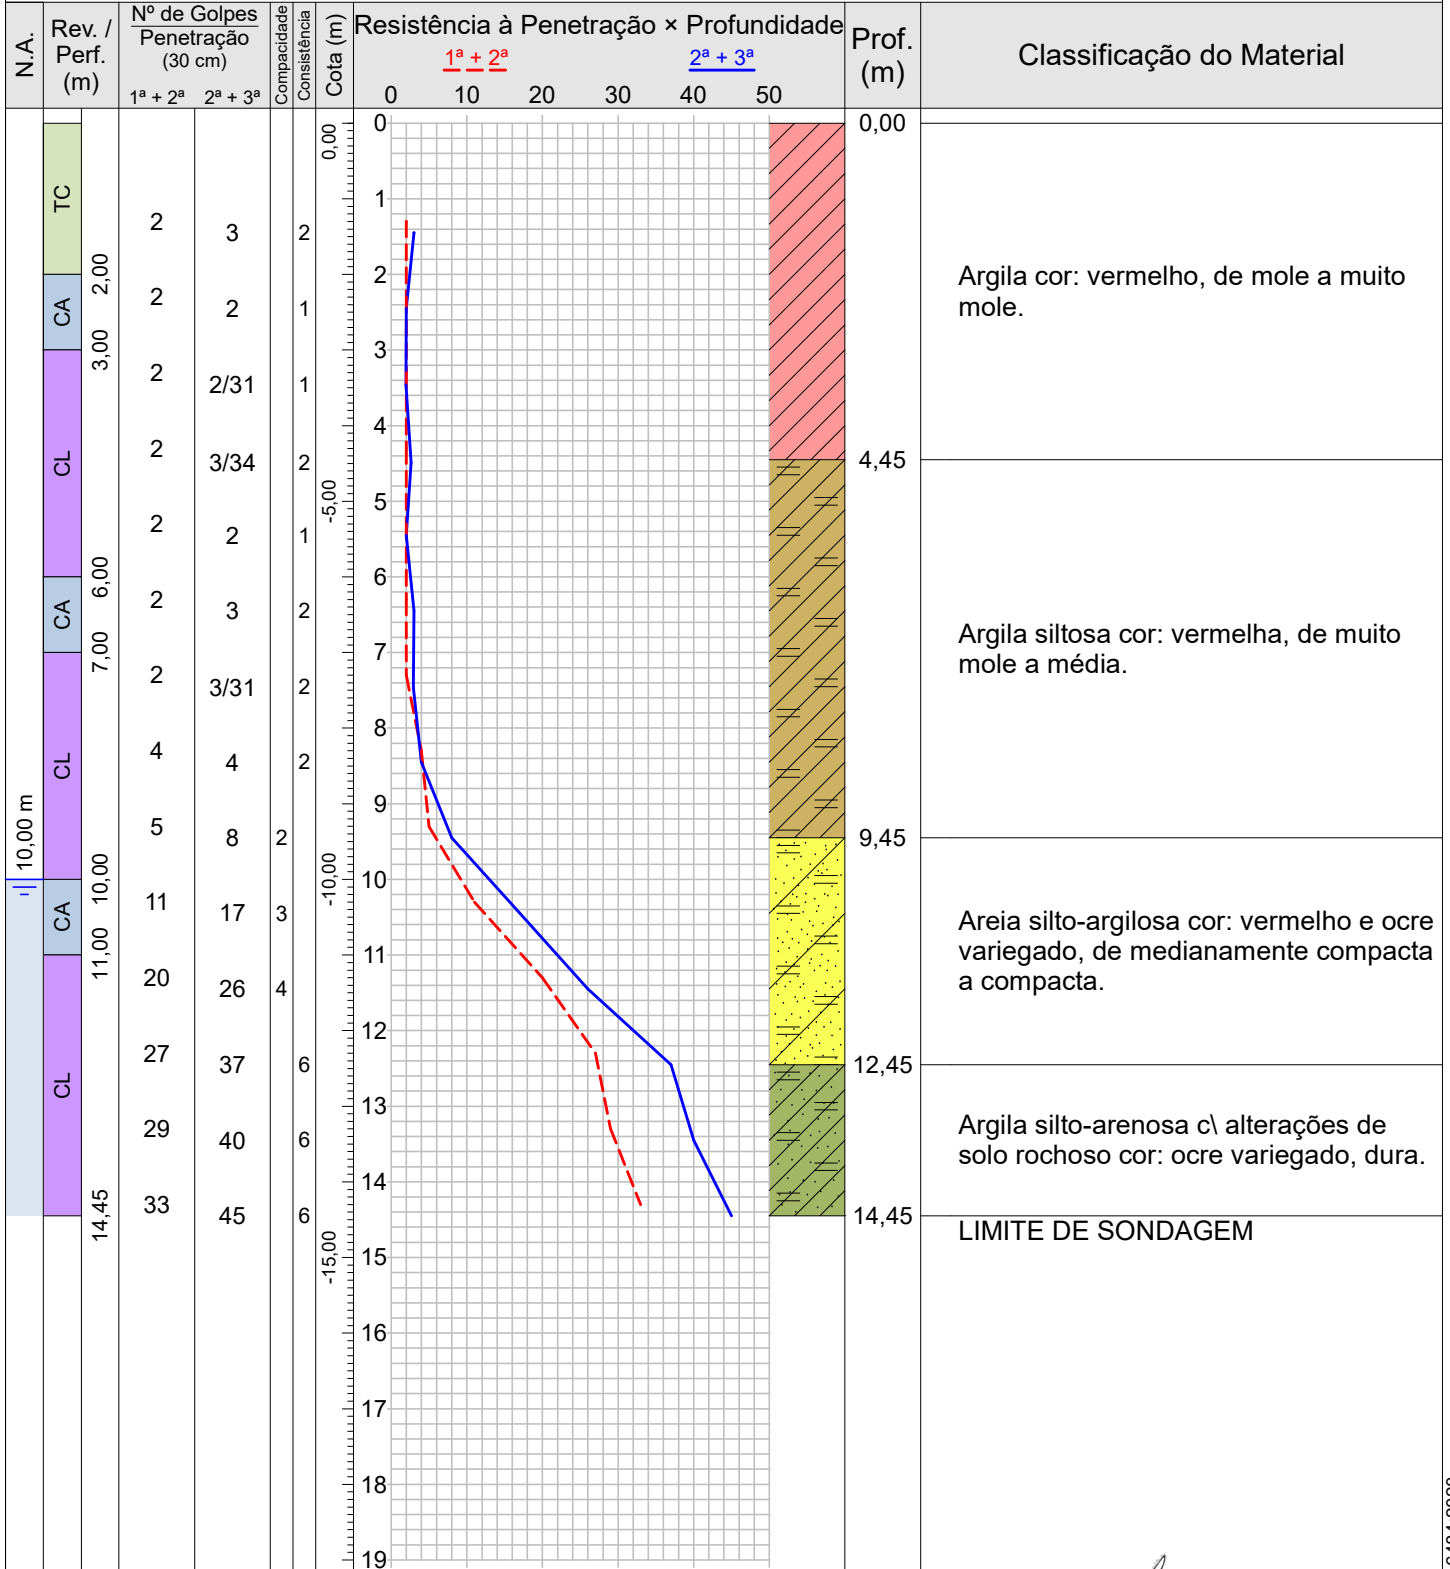 N.A.
Rev. /
Perf.
(m)
Nº de Golpes
Penetração
(30 cm)
1ª + 2ª 2ª + 3ª
Compacidade
Consistência
Cota (m)
Resistência à Penetração × Profundidade
1ª + 2ª 2ª + 3ª
0 10 20 30 40 50
Prof.
(m)
Classificação do Material
0 0,00 0,00
TC
1
2 3 2
2,00 2
Argila cor: vermelho, de mole a muito
mole.
CA
2 2 1
3,00 3
2 2/31 1
4
CL
2 3/34 2
4,45
-5,00 5
2 2 1
6,00 6
CA
2 3 2
Argila siltosa cor: vermelha, de muito
mole a média.
7,00 7
2 3/31 2
8
CL
4 4 2
9
10,00 m
5 8 2
9,45
10,00 -10,00 10
CA
11 17 3
Areia silto-argilosa cor: vermelho e ocre
variegado, de medianamente compacta
a compacta.
11,00 11
20 26 4
12
27 37 6
12,45
CL
13
29 40 6
Argila silto-arenosa c\ alterações de
solo rochoso cor: ocre variegado, dura.
14
33 45 6
14,45 14,45
LIMITE DE SONDAGEM
-15,00 15
16
17
18
19